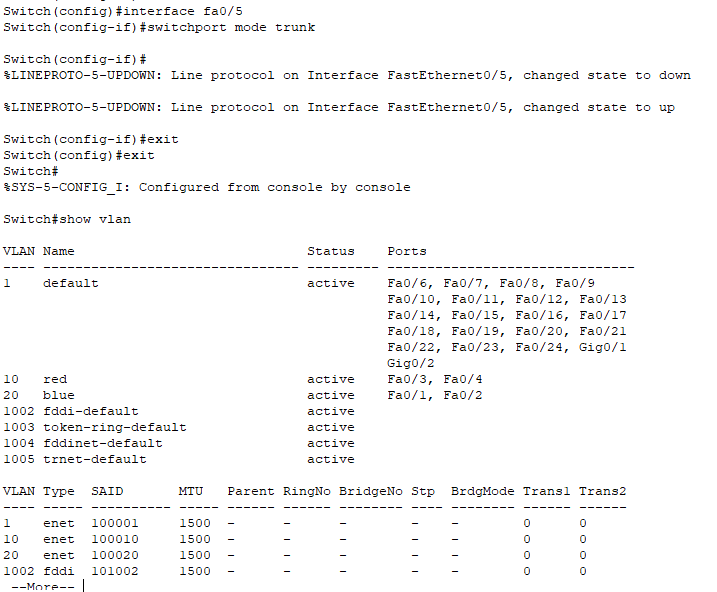 Switch(config)#interface fa0/5
Switch(config-if)#switchport mode trunk
Switch(config-if)#
%LINEPROTO-5-UPDOWN: Line protocol on Interface FastEthernet0/5, changed state to down
%LINEPROTO-5-UPDOWN: Line protocol on Interface FastEthernet0/5, changed state to up
Switch(config-if)#exit
Switch(config)#exit
Switch#
%SYS-5-CONFIG_I: Configured from console by console
Switch#show vlan
VLAN Name                             Status    Ports
---- -------------------------------- --------- -------------------------------
1    default                          active    Fa0/6, Fa0/7, Fa0/8, Fa0/9
                                                Fa0/10, Fa0/11, Fa0/12, Fa0/13
                                                Fa0/14, Fa0/15, Fa0/16, Fa0/17
                                                Fa0/18, Fa0/19, Fa0/20, Fa0/21
                                                Fa0/22, Fa0/23, Fa0/24, Gig0/1
                                                Gig0/2
10   red                              active    Fa0/3, Fa0/4
20   blue                             active    Fa0/1, Fa0/2
1002 fddi-default                     active
1003 token-ring-default               active
1004 fddinet-default                  active
1005 trnet-default                    active
VLAN Type  SAID       MTU   Parent RingNo BridgeNo Stp  BrdgMode Trans1 Trans2
---- ----- ---------- ----- ------ ------ -------- ---- -------- ------ ------
1    enet  100001     1500  -      -      -        -    -        0      0
10   enet  100010     1500  -      -      -        -    -        0      0
20   enet  100020     1500  -      -      -        -    -        0      0
1002 fddi  101002     1500  -      -      -        -    -        0      0
 --More--